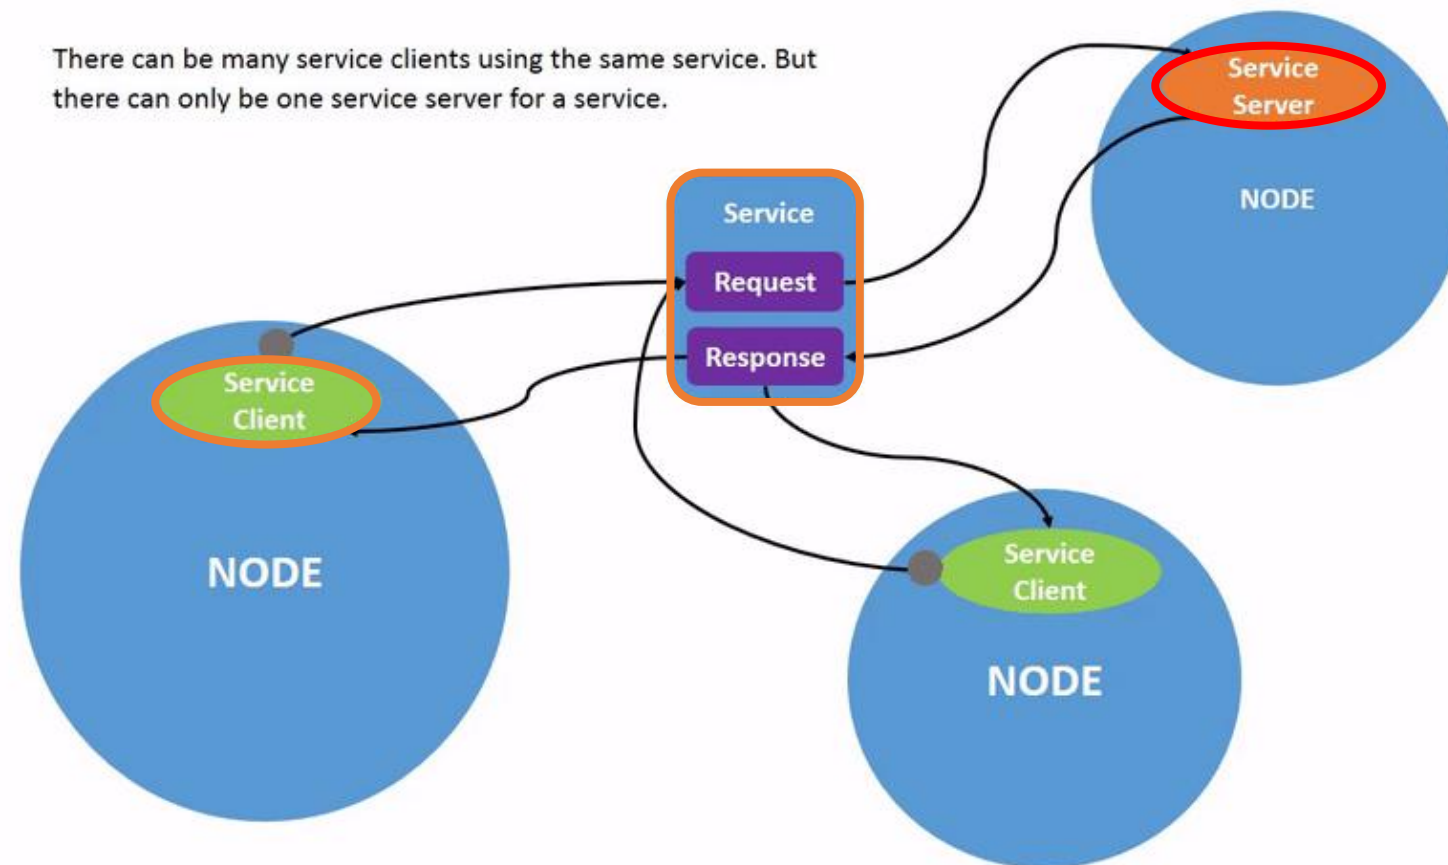 There can be many service clients using the same service. But
there can only be one service server for a service.
Service
Server
NODE
Service
Request
Response
Service
Client
NODE
Service
Client
NODE